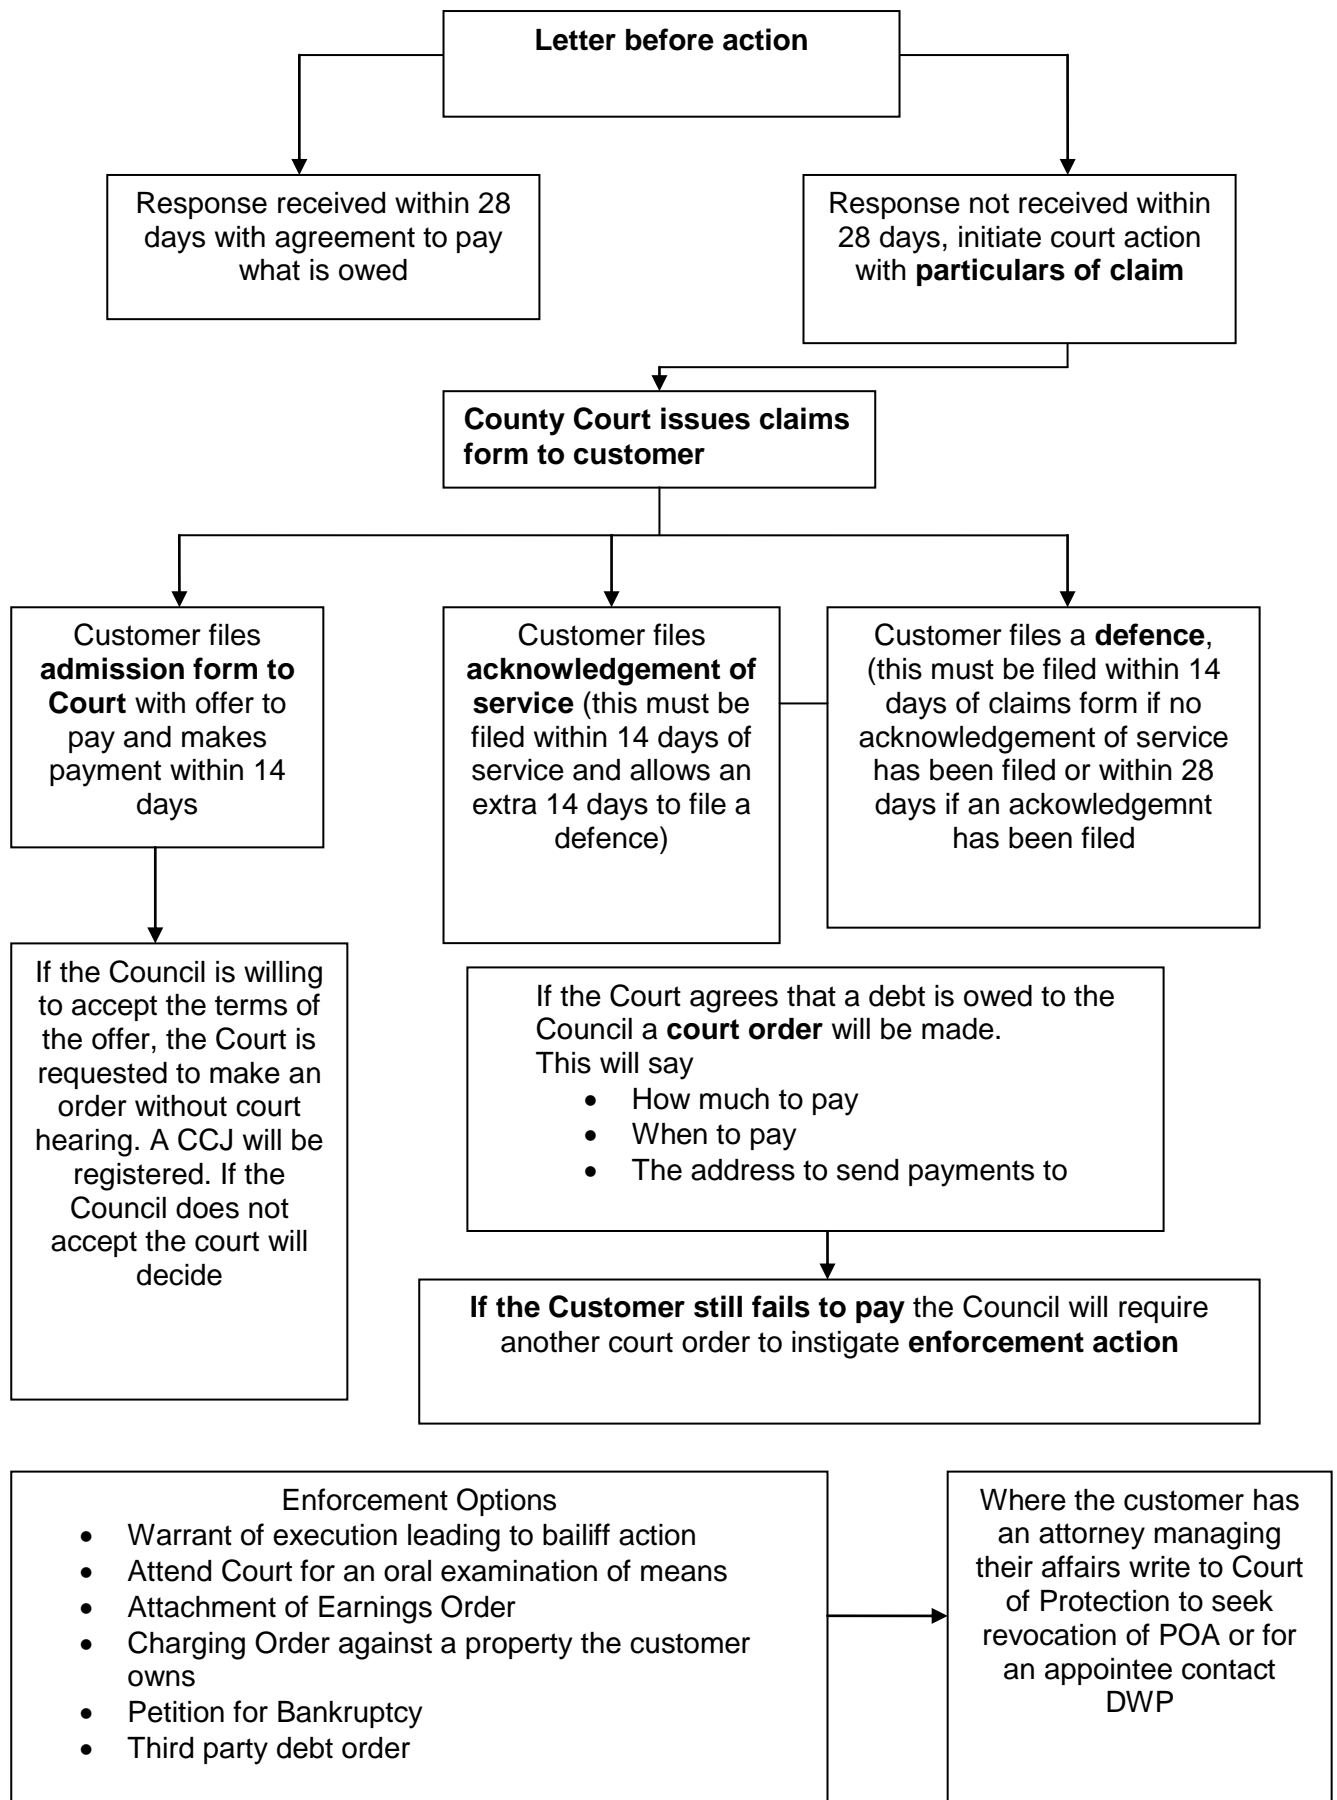 Letter before action
Response received within 28
days with agreement to pay
what is owed
Response not received within
28 days, initiate court action
with particulars of claim
County Court issues claims
form to customer
Customer files
admission form to
Court with offer to
pay and makes
payment within 14
days
Customer files
acknowledgement of
service (this must be
filed within 14 days of
service and allows an
extra 14 days to file a
defence)
Customer files a defence,
(this must be filed within 14
days of claims form if no
acknowledgement of service
has been filed or within 28
days if an ackowledgemnt
has been filed
If the Council is willing
to accept the terms of
the offer, the Court is
requested to make an
order without court
hearing. A CCJ will be
registered. If the
Council does not
accept the court will
decide
If the Court agrees that a debt is owed to the
Council a court order will be made.
This will say
• How much to pay
• When to pay
• The address to send payments to
If the Customer still fails to pay the Council will require
another court order to instigate enforcement action
Enforcement Options
• Warrant of execution leading to bailiff action
• Attend Court for an oral examination of means
• Attachment of Earnings Order
• Charging Order against a property the customer
owns
• Petition for Bankruptcy
• Third party debt order
Where the customer has
an attorney managing
their affairs write to Court
of Protection to seek
revocation of POA or for
an appointee contact
DWP